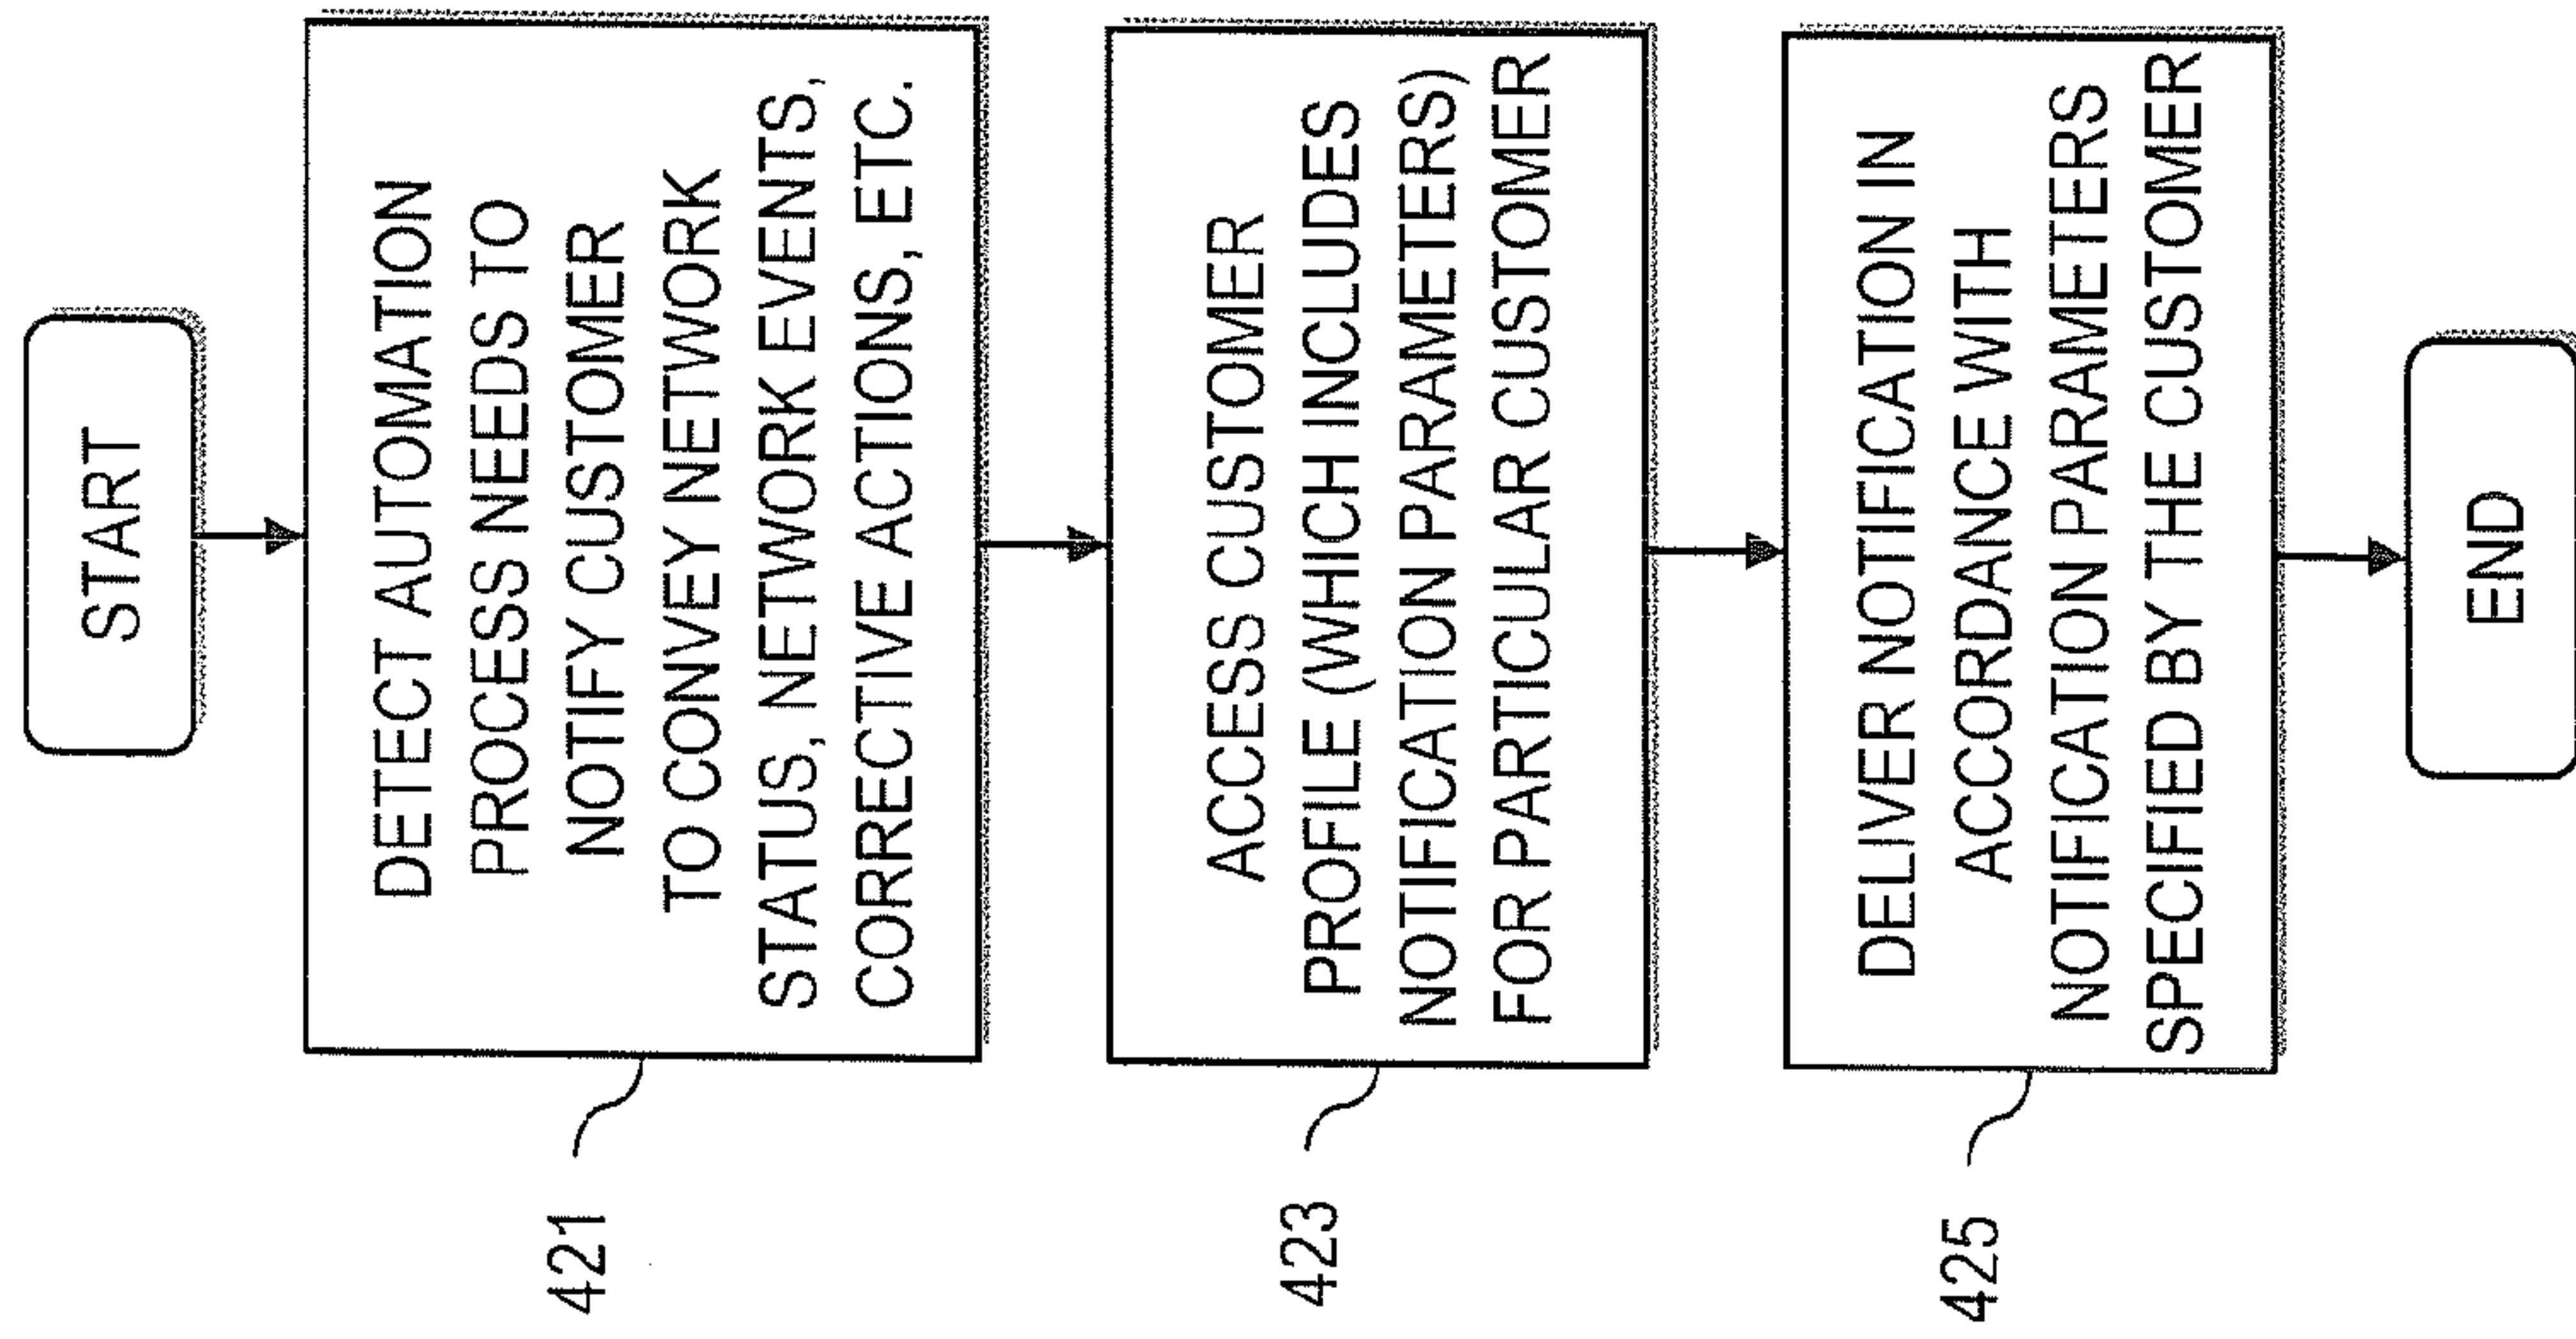 START
DETECT AUTOMATION
PROCESS NEEDS TO
NOTIFY CUSTOMER
TO CONVEY NETWORK
STATUS, NETWORK EVENTS,
CORRECTIVE ACTIONS, ETC.
421
ACCESS CUSTOMER
PROFILE (WHICH INCLUDES
NOTIFICATION PARAMETERS)
FOR PARTICULAR CUSTOMER
423
DELIVER NOTIFICATION IN
ACCORDANCE WITH
NOTIFICATION PARAMETERS
SPECIFIED BY THE CUSTOMER
425
END